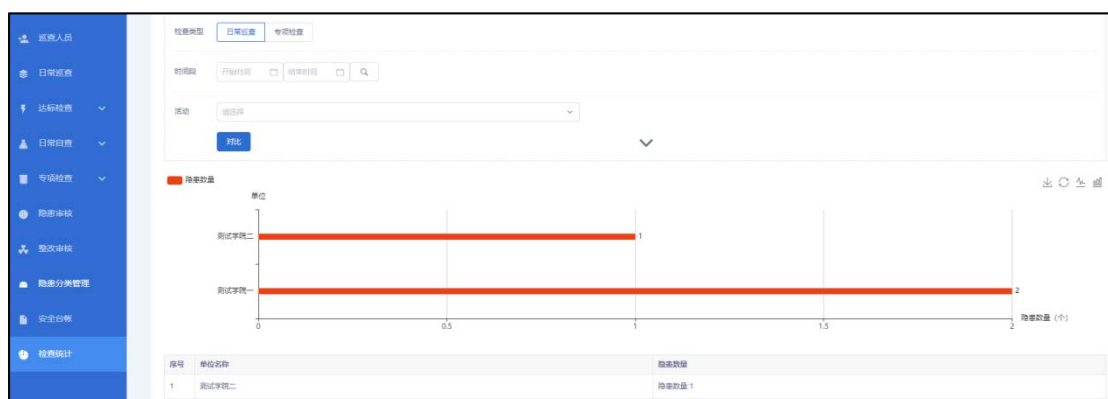 巡查人员
日常巡查
达标检查
日常自查
专项检查
隐患审核
整改审核
隐患分类管理
安全台帐
检查统计
检查类型 日常巡查 专项检查
时间段 开始时间 结束时间
活动 请选择
对比
隐患数量
单位
测试学院二 1
测试学院一 2
0 0.5 1 1.5 2 隐患数量（个）
序号 单位名称 隐患数量
1 测试学院二 隐患数量:1